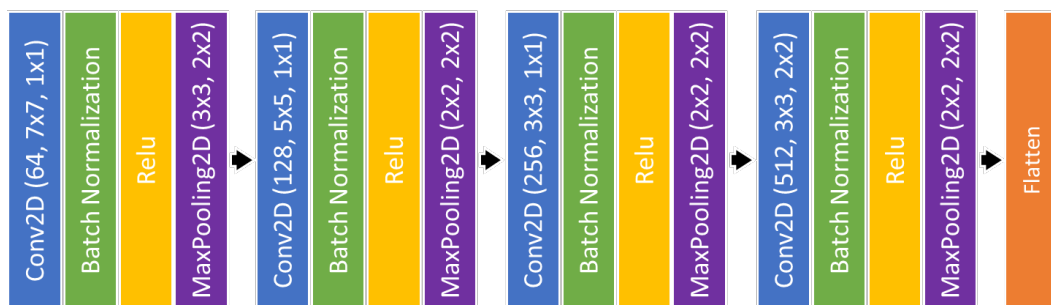 Conv2D (64, 7x7, 1x1)
Batch Normalization
Relu
MaxPooling2D (3x3, 2x2)
Conv2D (128, 5x5, 1x1)
Batch Normalization
Relu
MaxPooling2D (2x2, 2x2)
Conv2D (256, 3x3, 1x1)
Batch Normalization
Relu
MaxPooling2D (2x2, 2x2)
Conv2D (512, 3x3, 2x2)
Batch Normalization
Relu
MaxPooling2D (2x2, 2x2)
Flatten